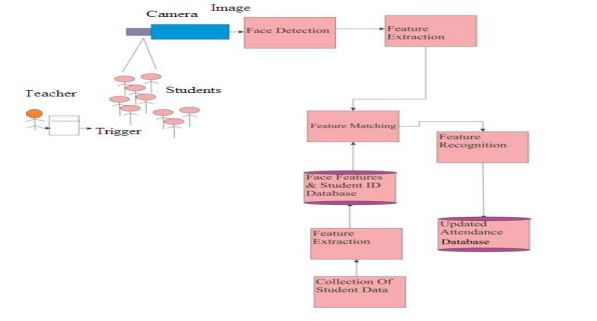 Image
Camera
Face Detection
Feature
Extraction
Teacher
Students
Trigger
Feature Matching
Feature
Recognition
Face Features
& Student ID
Database
Updated
Attendance
Database
Feature
Extraction
Collection Of
Student Data